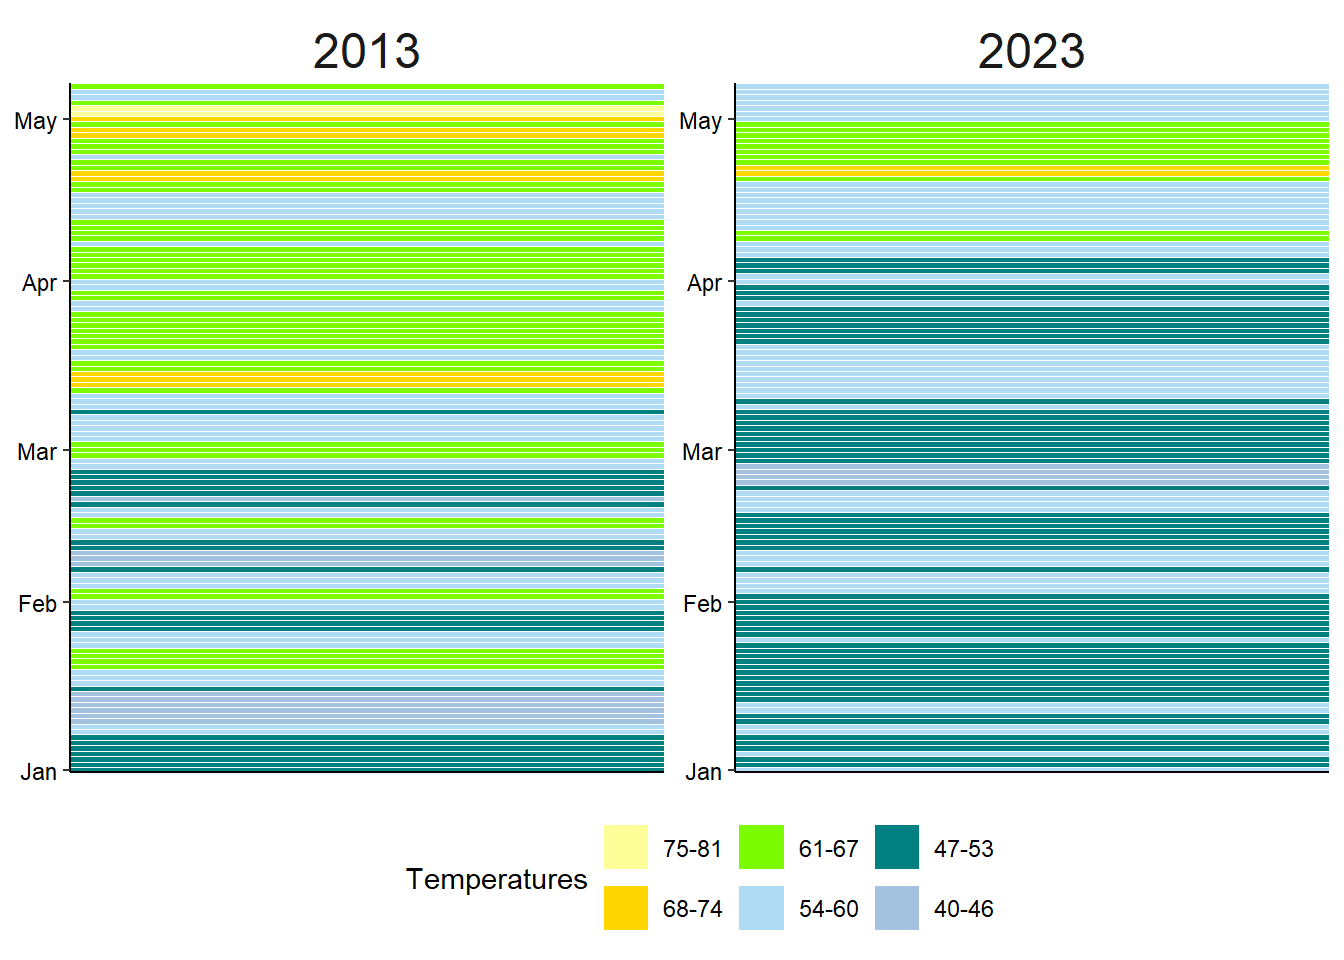 2013
2023
May
Apr
Mar
Feb
Jan
May
Apr
Mar
Feb
Jan
Temperatures
75-81
61-67
47-53
68-74
54-60
40-46